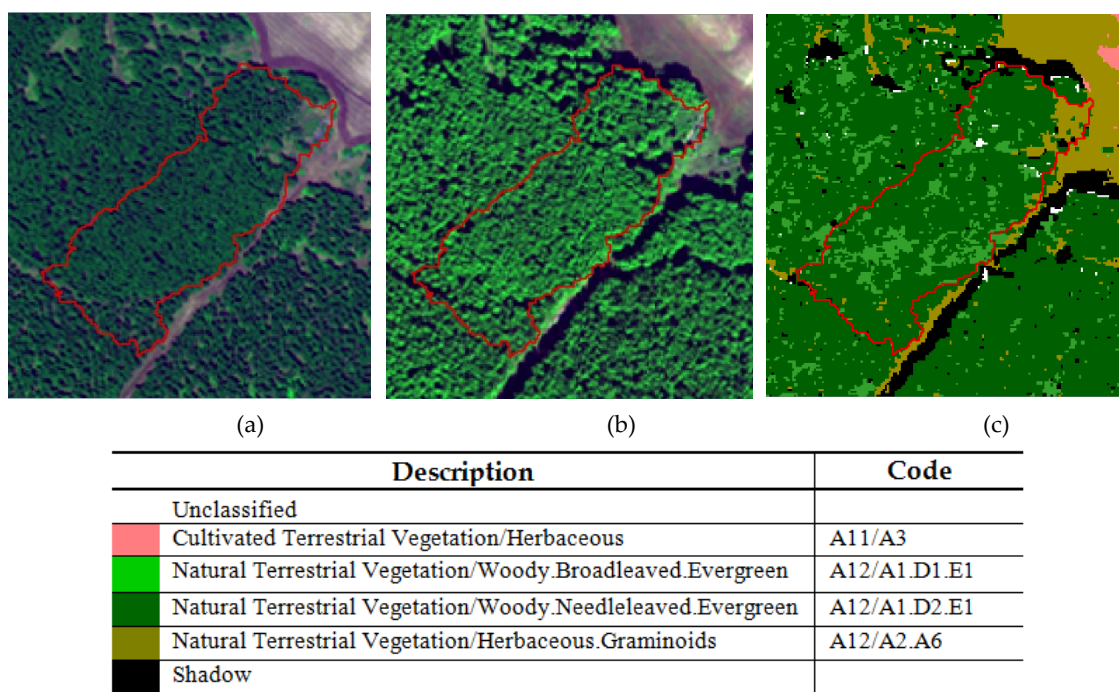 (a) (b) (c)
Description Code
Unclassified
Cultivated Terrestrial Vegetation/Herbaceous A11/A3
Natural Terrestrial Vegetation/Woody.Broadleaved.Evergreen A12/A1.D1.E1
Natural Terrestrial Vegetation/Woody.Needleleaved.Evergreen A12/A1.D2.E1
Natural Terrestrial Vegetation/Herbaceous.Graminoids A12/A2.A6
Shadow